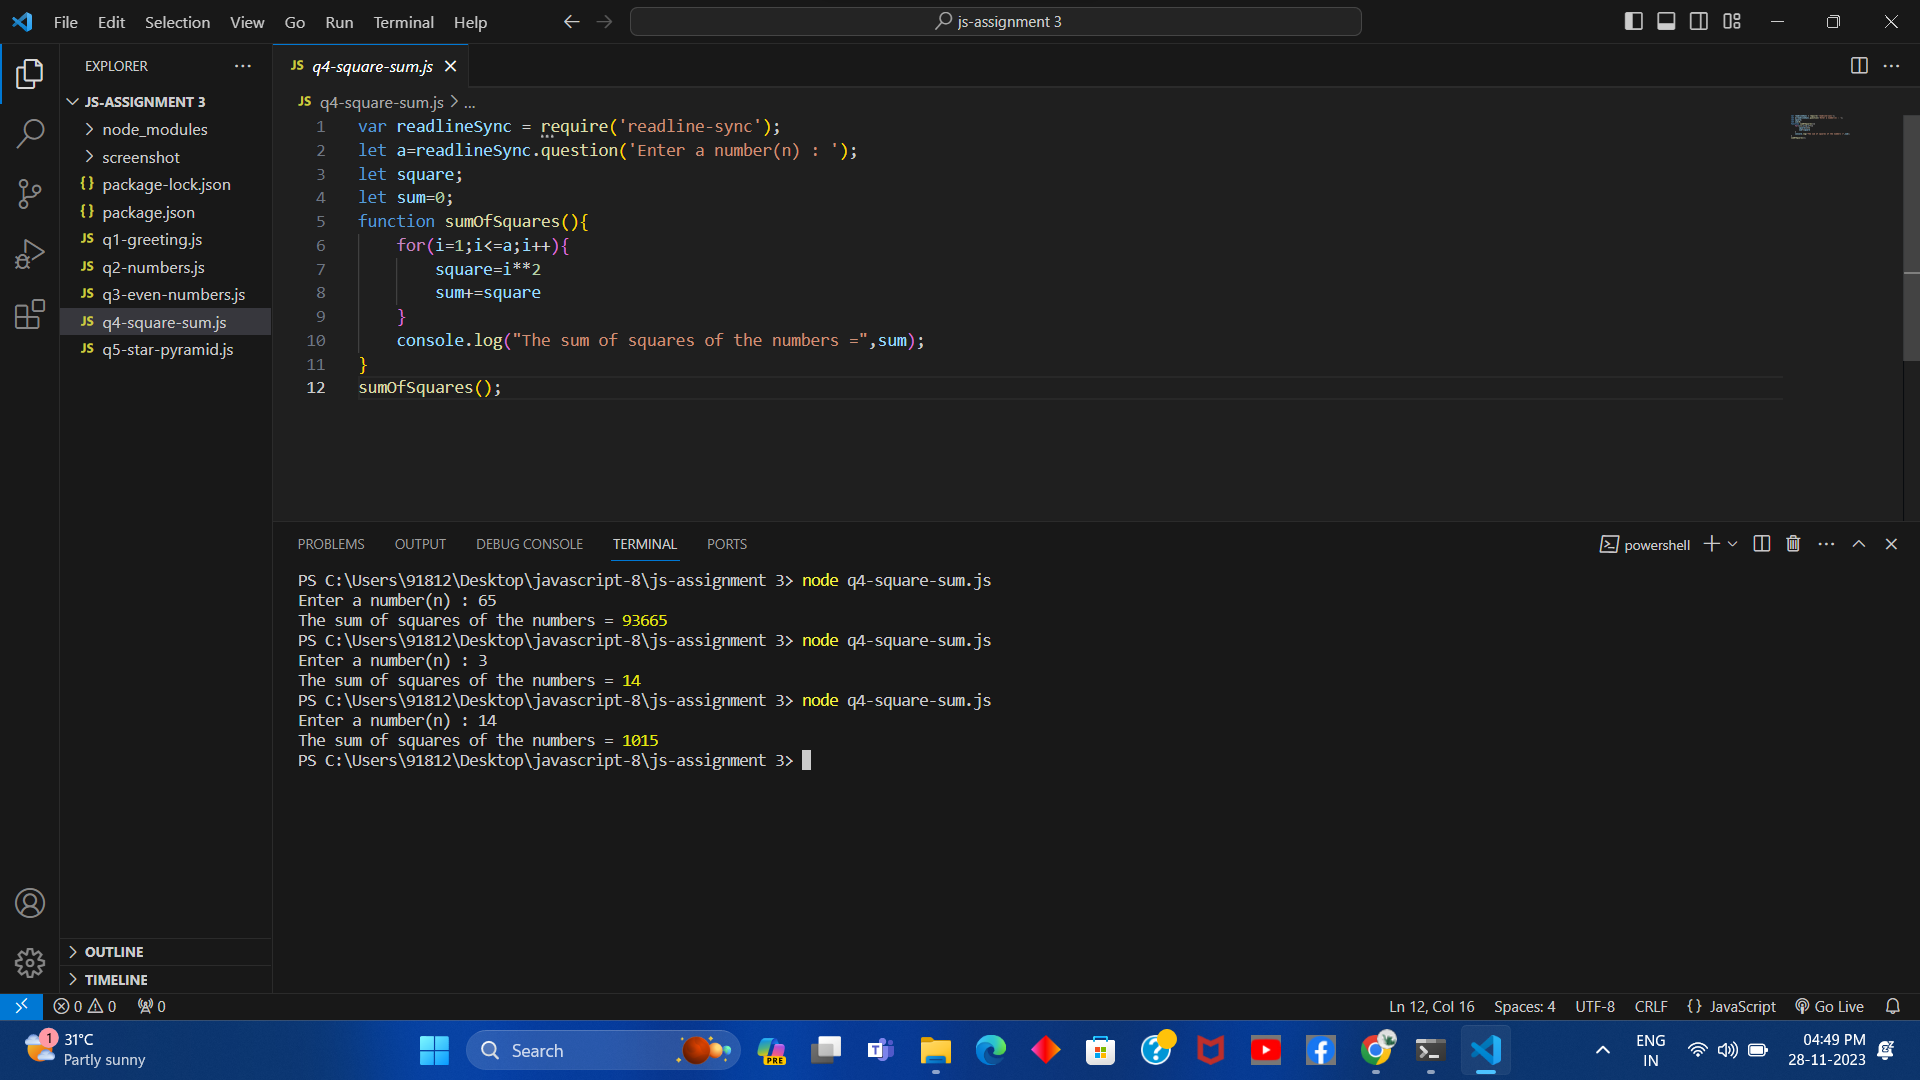 File Edit Selection View Go Run Terminal Help
js-assignment 3
EXPLORER
JS-ASSIGNMENT 3
node_modules
screenshot
{} package-lock.json
{} package.json
JS q1-greeting.js
JS q2-numbers.js
JS q3-even-numbers.js
JS q4-square-sum.js
JS q5-star-pyramid.js
OUTLINE
TIMELINE
JS q4-square-sum.js
JS q4-square-sum.js > ...
1 var readlineSync = require('readline-sync');
2 let a=readlineSync.question('Enter a number(n) : ');
3 let square;
4 let sum=0;
5 function sumOfSquares(){
6 for(i=1;i<=a;i++){
7 square=i**2
8 sum+=square
9 }
10 console.log("The sum of squares of the numbers =",sum);
11 }
12 sumOfSquares();
PROBLEMS OUTPUT DEBUG CONSOLE TERMINAL PORTS
powershell
PS C:\Users\91812\Desktop\javascript-8\js-assignment 3> node q4-square-sum.js
Enter a number(n) : 65
The sum of squares of the numbers = 93665
PS C:\Users\91812\Desktop\javascript-8\js-assignment 3> node q4-square-sum.js
Enter a number(n) : 3
The sum of squares of the numbers = 14
PS C:\Users\91812\Desktop\javascript-8\js-assignment 3> node q4-square-sum.js
Enter a number(n) : 14
The sum of squares of the numbers = 1015
PS C:\Users\91812\Desktop\javascript-8\js-assignment 3>
0 0 0
Ln 12, Col 16 Spaces: 4 UTF-8 CRLF {} JavaScript Go Live
1
31°C
Partly sunny
Search
PRE
ENG
IN
04:49 PM
28-11-2023